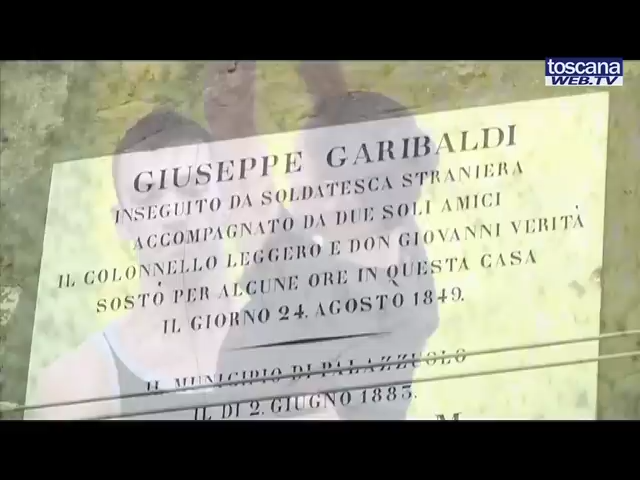 toscana
WEB.TV
GIUSEPPE GARIBALDI
INSEGUITO DA SOLDATESCA STRANIERA
ACCOMPAGNATO DA DUE SOLI AMICI
IL COLONNELLO LEGGERO E DON GIOVANNI VERITÀ
SOSTÒ PER ALCUNE ORE IN QUESTA CASA
IL GIORNO 24. AGOSTO 1849.
IL MUNICIPIO DI PALAZZUOLO
IL DI 2. GIUGNO 1883.
M